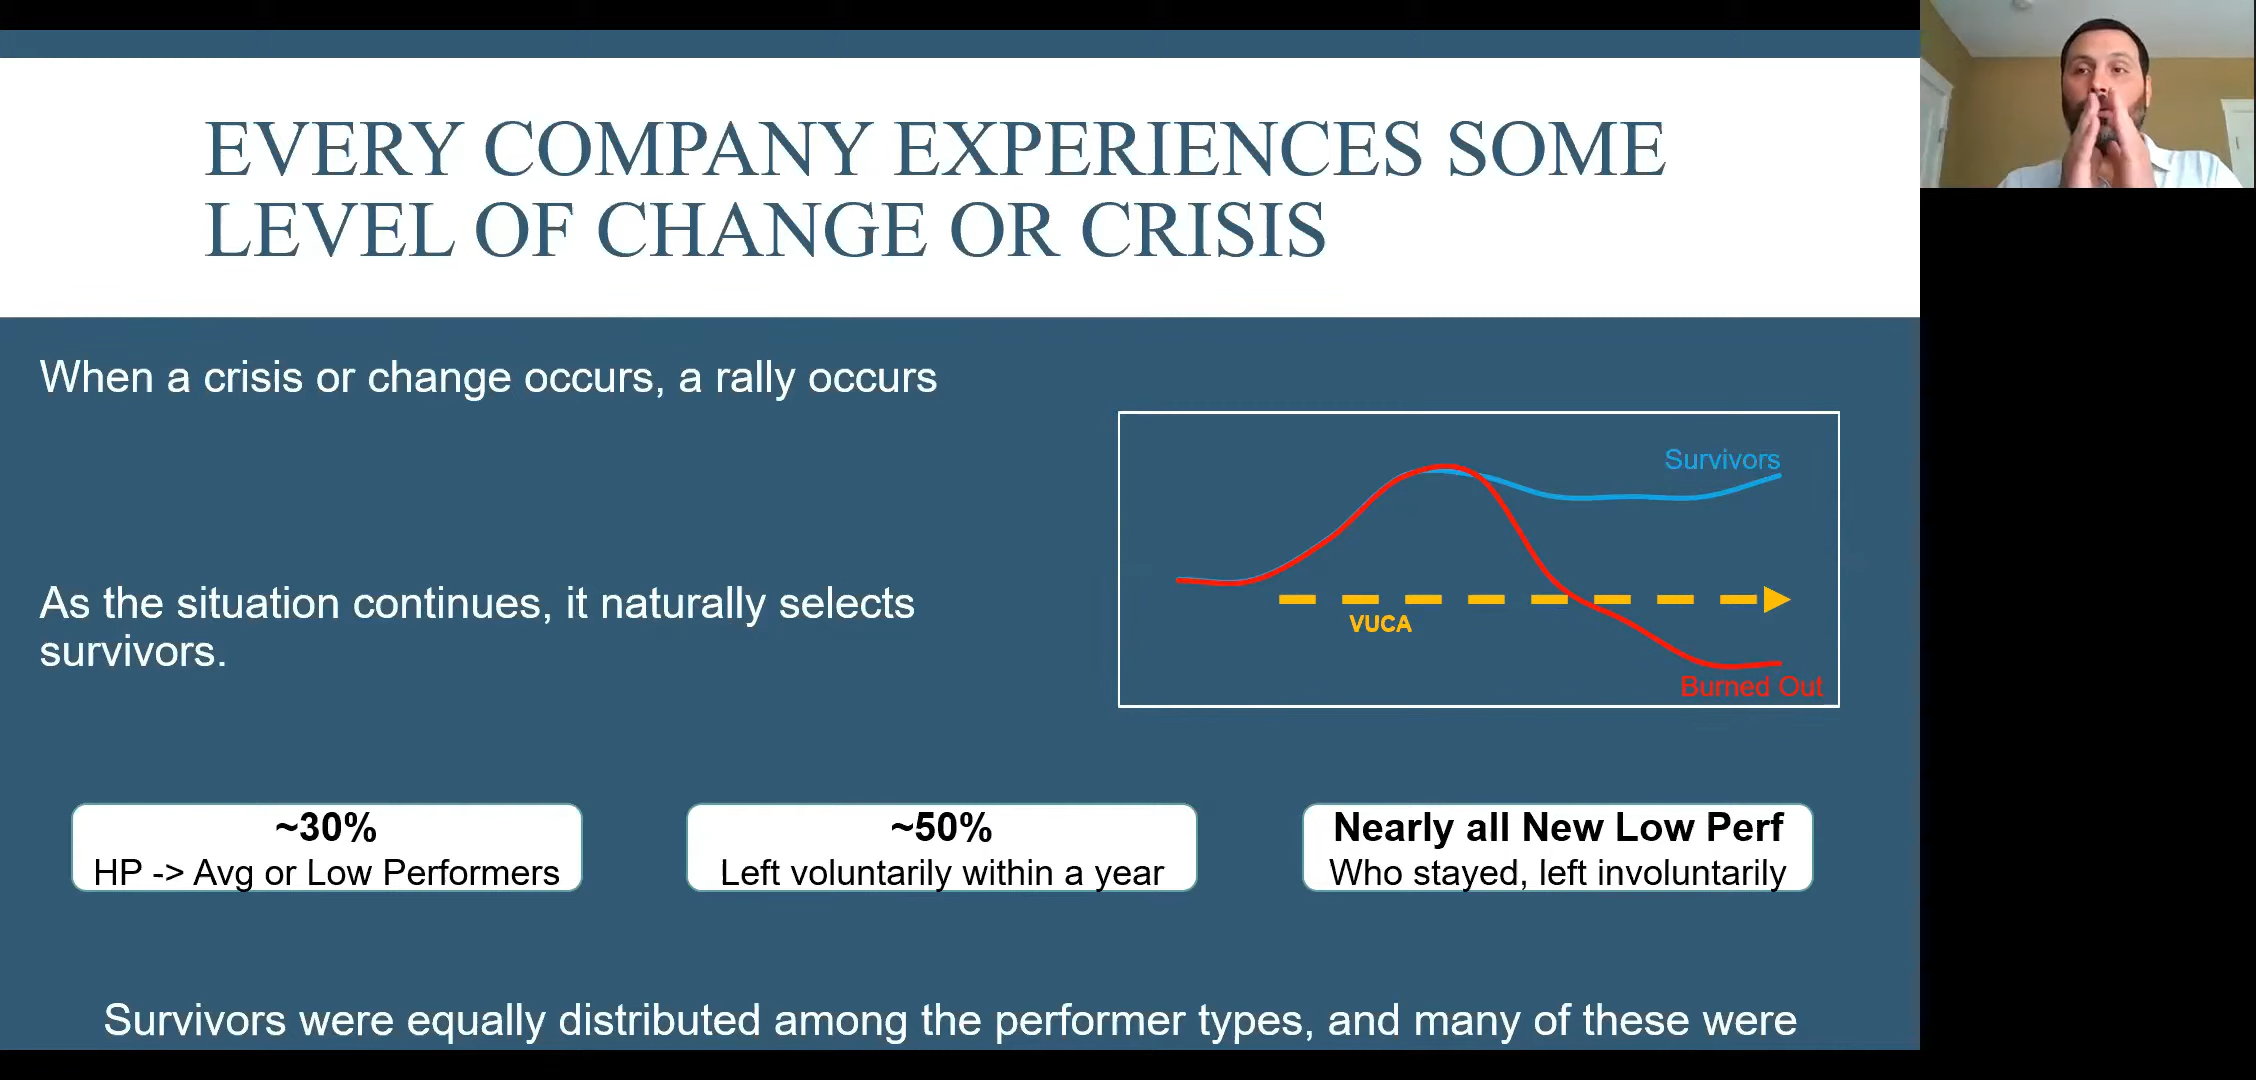 EVERY COMPANY EXPERIENCES SOME
LEVEL OF CHANGE OR CRISIS
When a crisis or change occurs, a rally occurs
As the situation continues, it naturally selects
survivors.
Survivors
VUCA
Burned Out
~30%
HP -> Avg or Low Performers
~50%
Left voluntarily within a year
Nearly all New Low Perf
Who stayed, left involuntarily
Survivors were equally distributed among the performer types, and many of these were